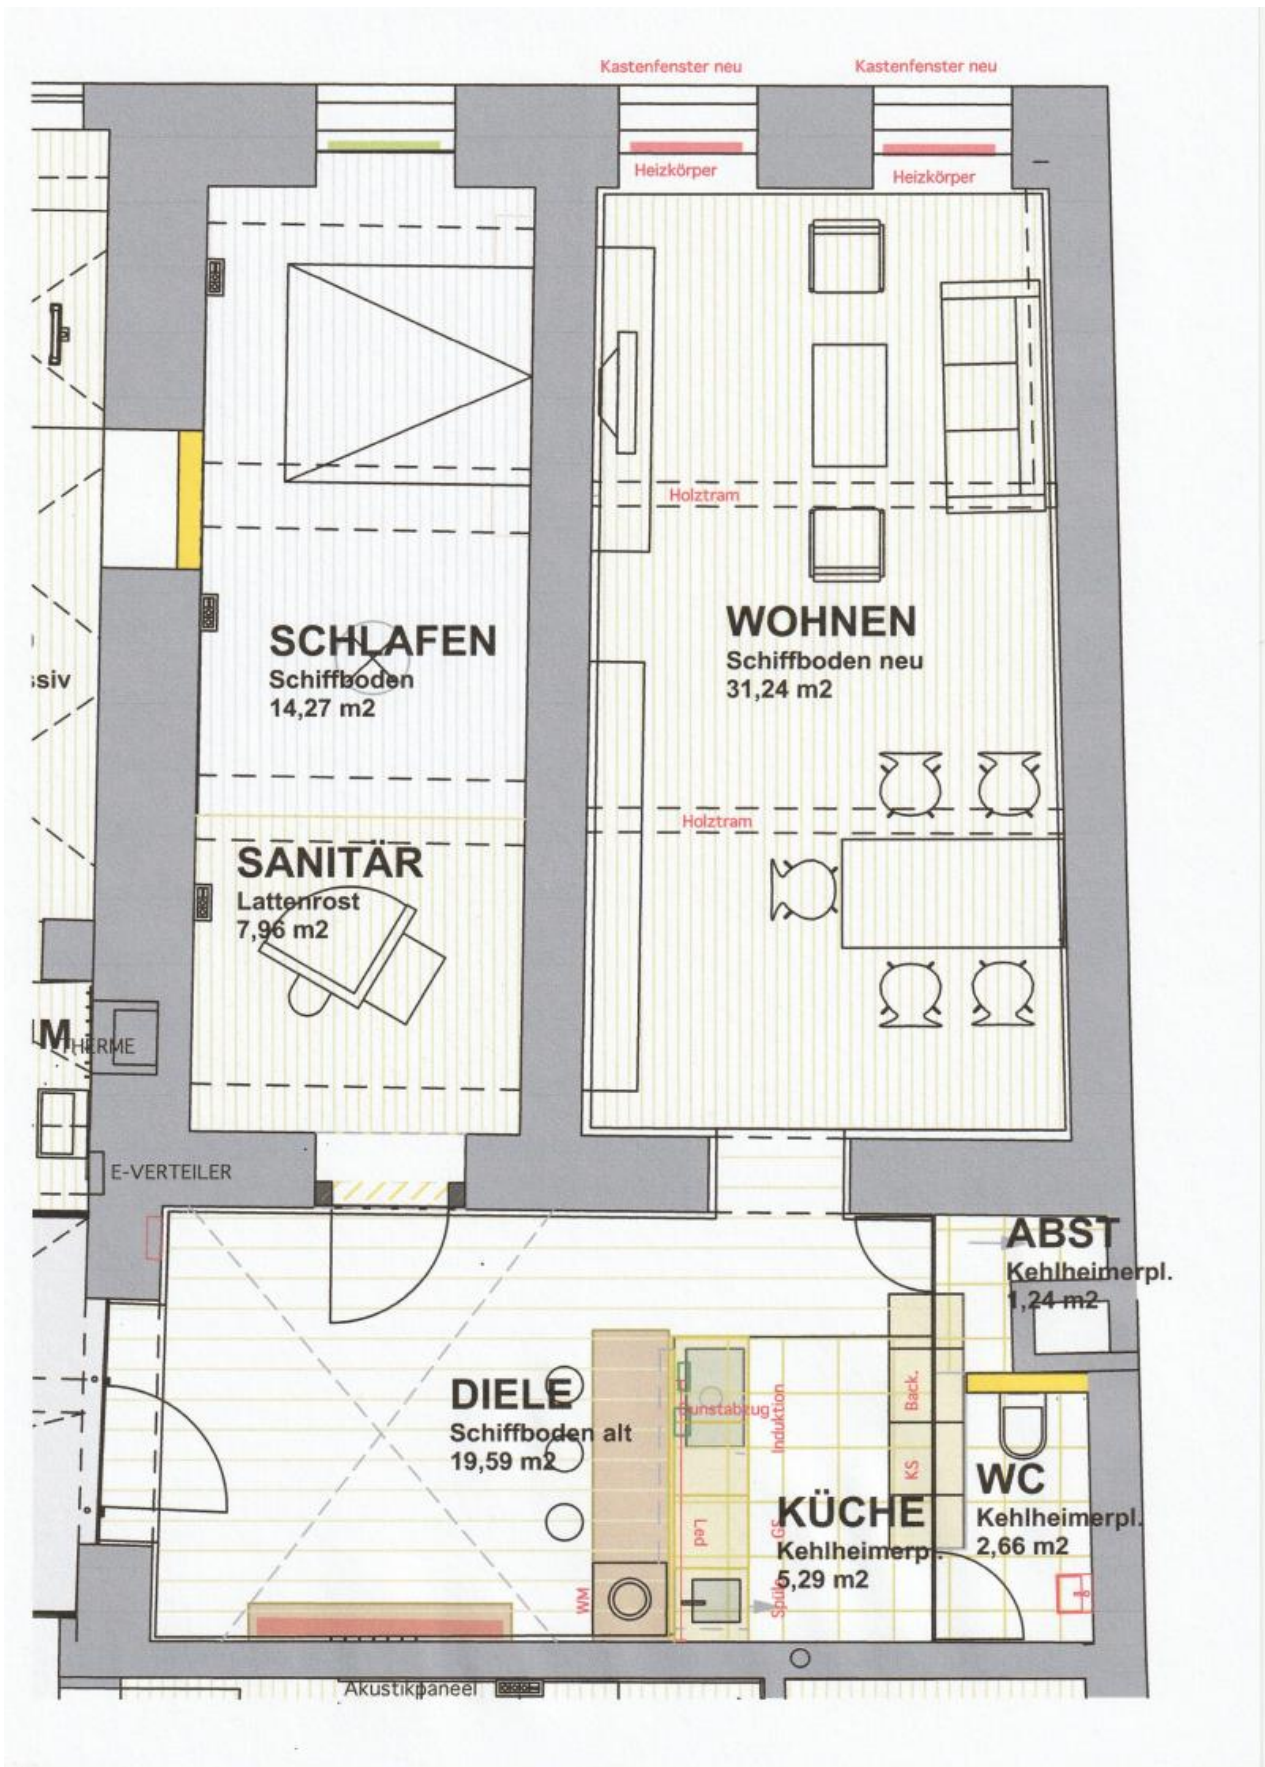 Kastenfenster neu
Kastenfenster neu
Heizkörper
Heizkörper
Holztram
SCHLAFEN
Schiffboden
14,27 m2
WOHNEN
Schiffboden neu
31,24 m2
ssiv
Holztram
SANITÄR
Lattenrost
7,96 m2
M
THERME
E-VERTEILER
ABST
Kehlheimerpl.
1,24 m2
DIELE
Schiffboden alt
19,59 m2
Dunstabzug
Induktion
Back.
KS
WC
Kehlheimerpl.
2,66 m2
KÜCHE
Kehlheimerp.
5,29 m2
Led
GS
Spüle
WM
Akustikpaneel